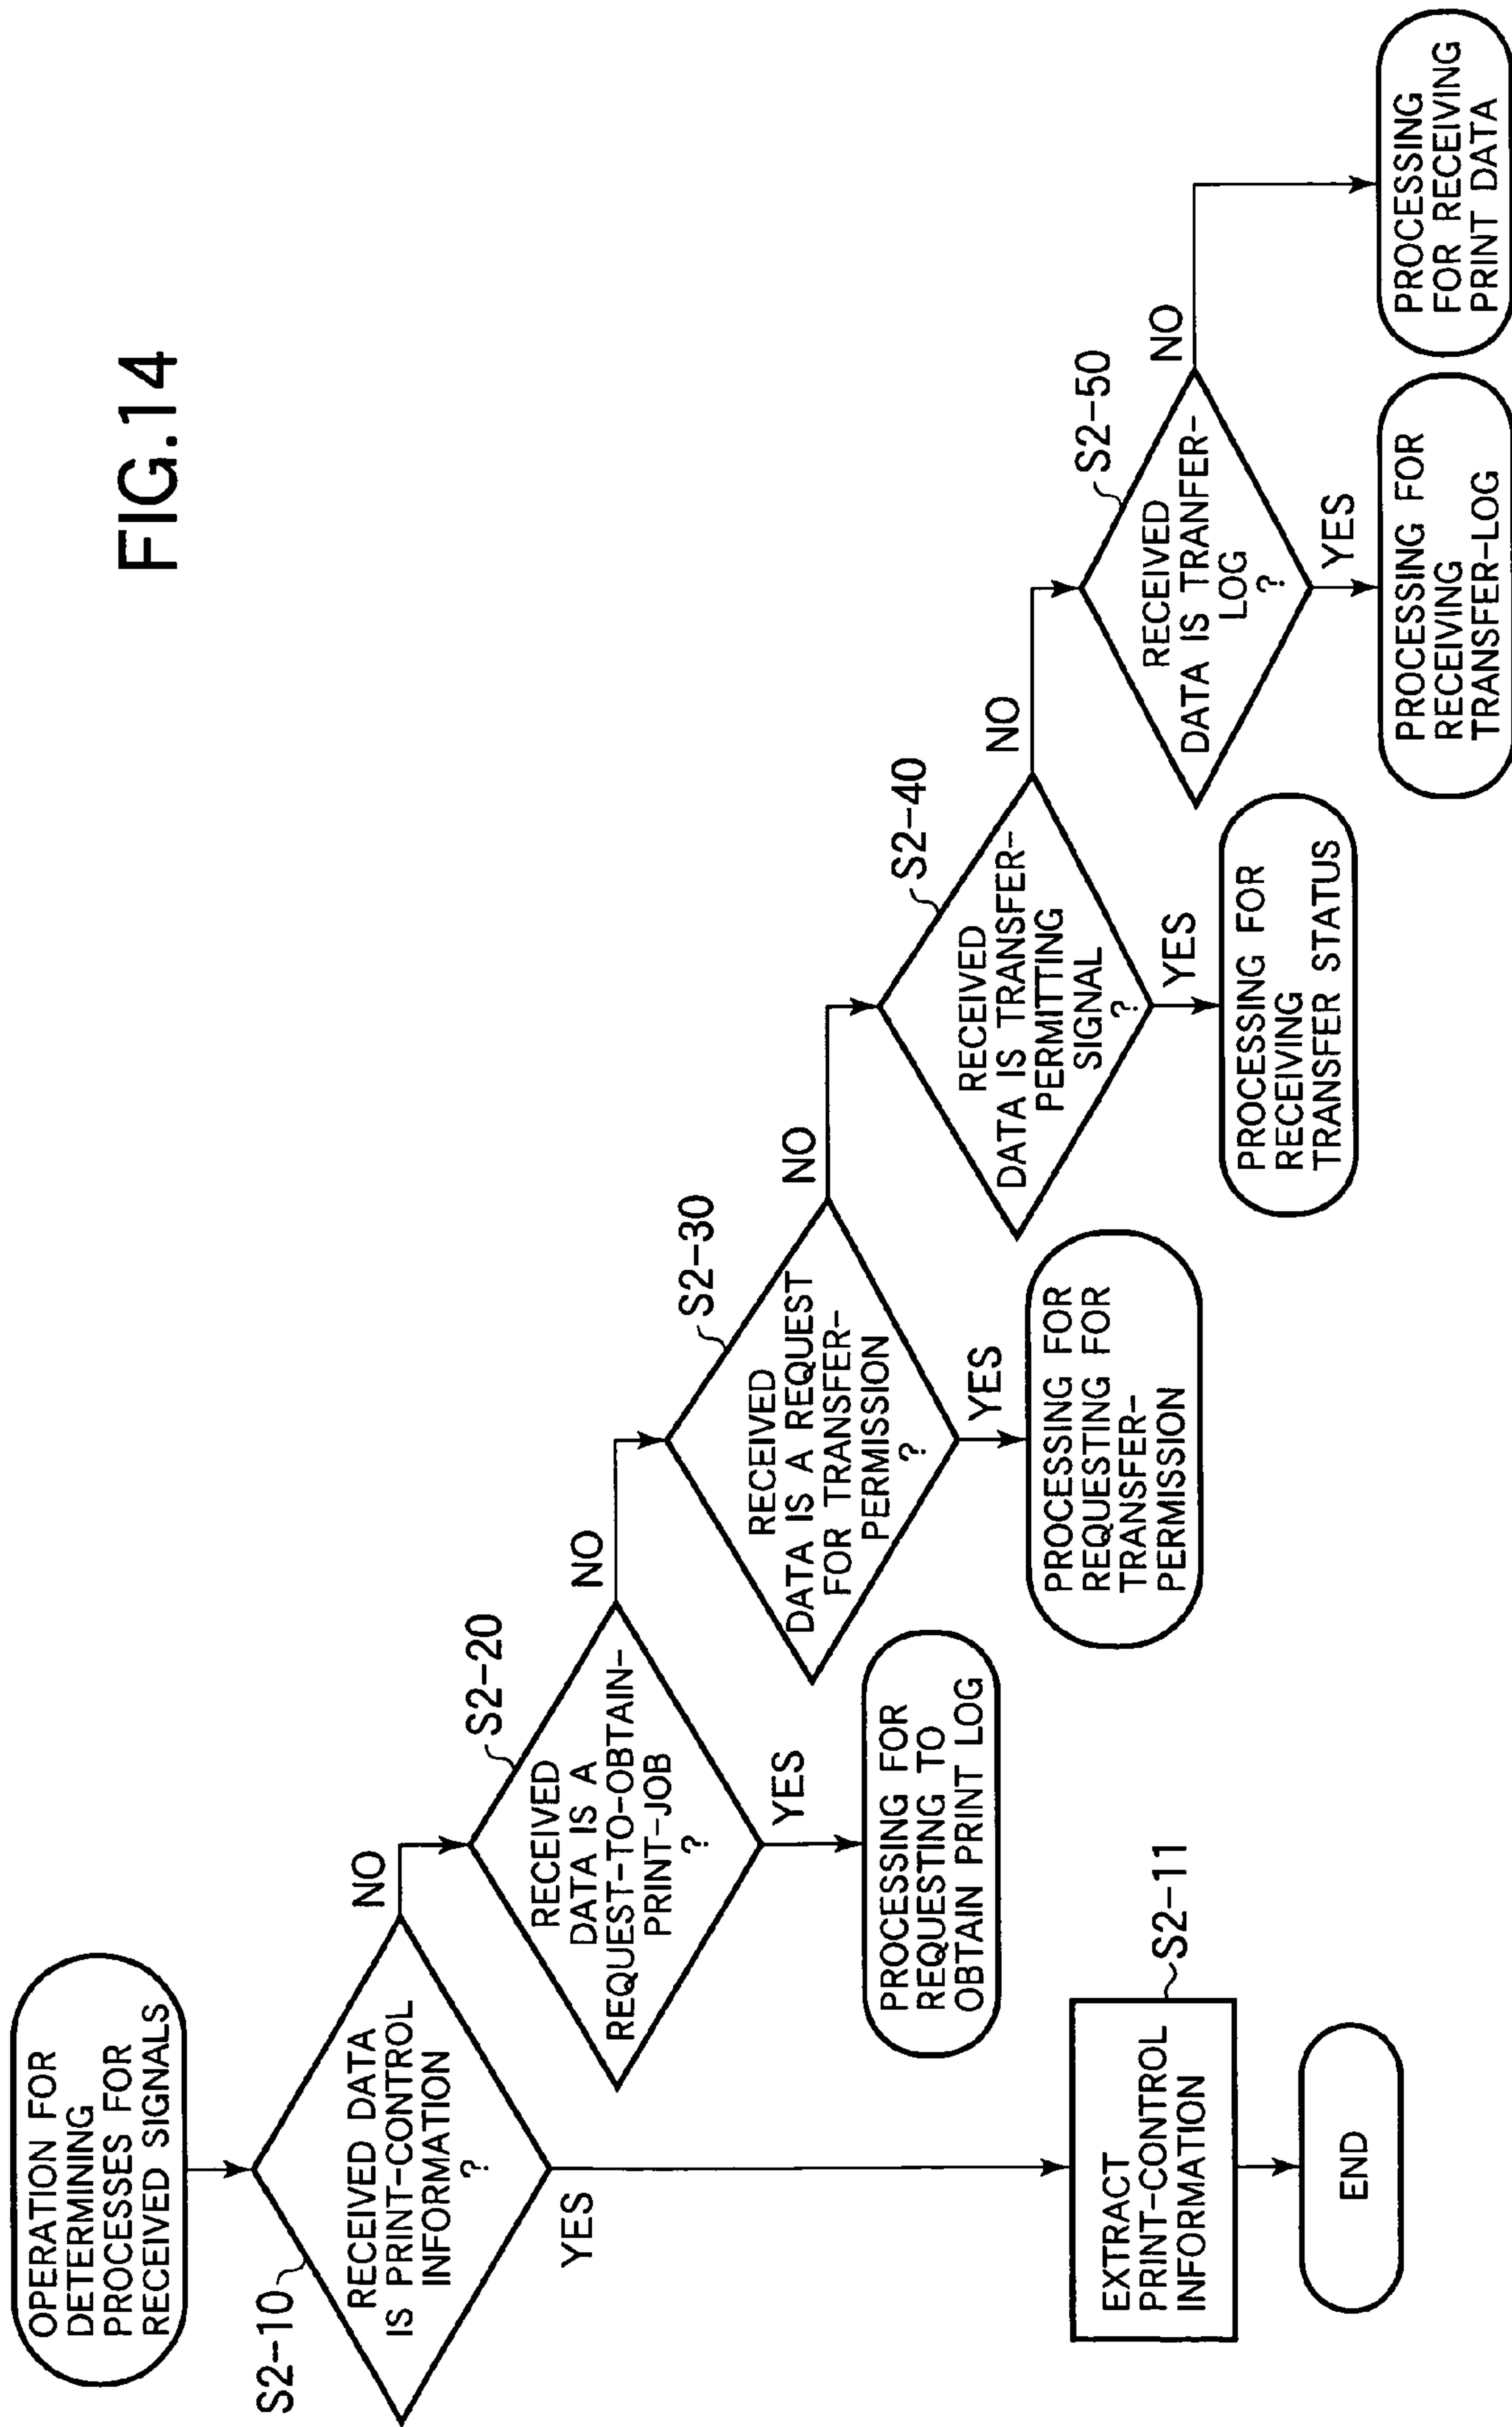 FIG.14
OPERATION FOR
DETERMINING
PROCESSES FOR
RECEIVED SIGNALS
S2-10
RECEIVED DATA
IS PRINT-CONTROL
INFORMATION
?
NO
YES
S2-20
RECEIVED
DATA IS A
REQUEST-TO-OBTAIN-
PRINT-JOB
?
NO
YES
PROCESSING FOR
REQUESTING TO
OBTAIN PRINT LOG
S2-30
RECEIVED
DATA IS A REQUEST
FOR TRANSFER-
PERMISSION
?
NO
YES
PROCESSING FOR
REQUESTING FOR
TRANSFER-
PERMISSION
S2-40
RECEIVED
DATA IS TRANSFER-
PERMITTING
SIGNAL
?
NO
YES
PROCESSING FOR
RECEIVING
TRANSFER STATUS
S2-50
RECEIVED
DATA IS TRANSFER-
LOG
?
NO
YES
PROCESSING FOR
RECEIVING
TRANSFER-LOG
PROCESSING
FOR RECEIVING
PRINT DATA
S2-11
EXTRACT
PRINT-CONTROL
INFORMATION
END